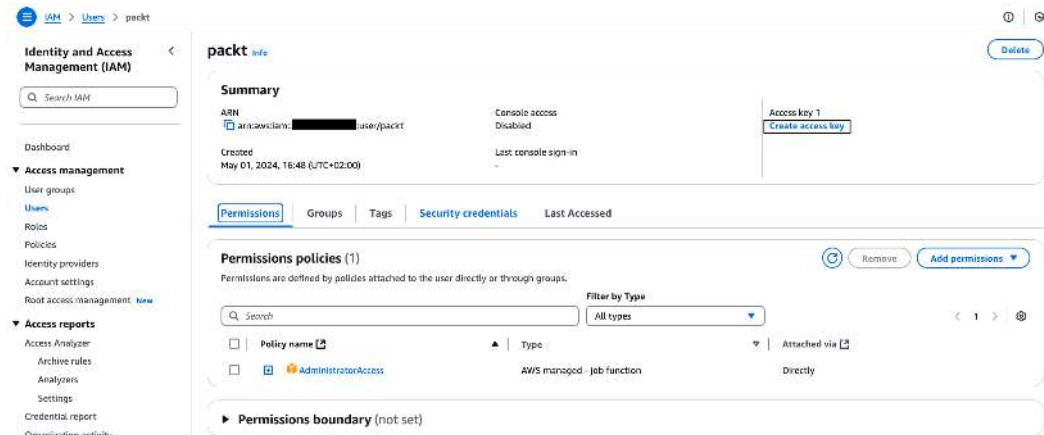 IAM > Users > packt
Identity and Access
Management (IAM)
Search IAM
Dashboard
Access management
User groups
Users
Roles
Policies
Identity providers
Account settings
Root access management New
Access reports
Access Analyzer
Archive rules
Analyzers
Settings
Credential report
Organization activity
packt Info
Delete
Summary
ARN
arn:aws:iam:: :user/packt
Console access
Disabled
Access key 1
Create access key
Created
May 01, 2024, 16:48 (UTC+02:00)
Last console sign-in
-
Permissions Groups Tags Security credentials Last Accessed
Permissions policies (1)
Remove
Add permissions
Permissions are defined by policies attached to the user directly or through groups.
Filter by Type
Search
All types
1
Policy name Type Attached via
AdministratorAccess AWS managed - job function Directly
Permissions boundary (not set)